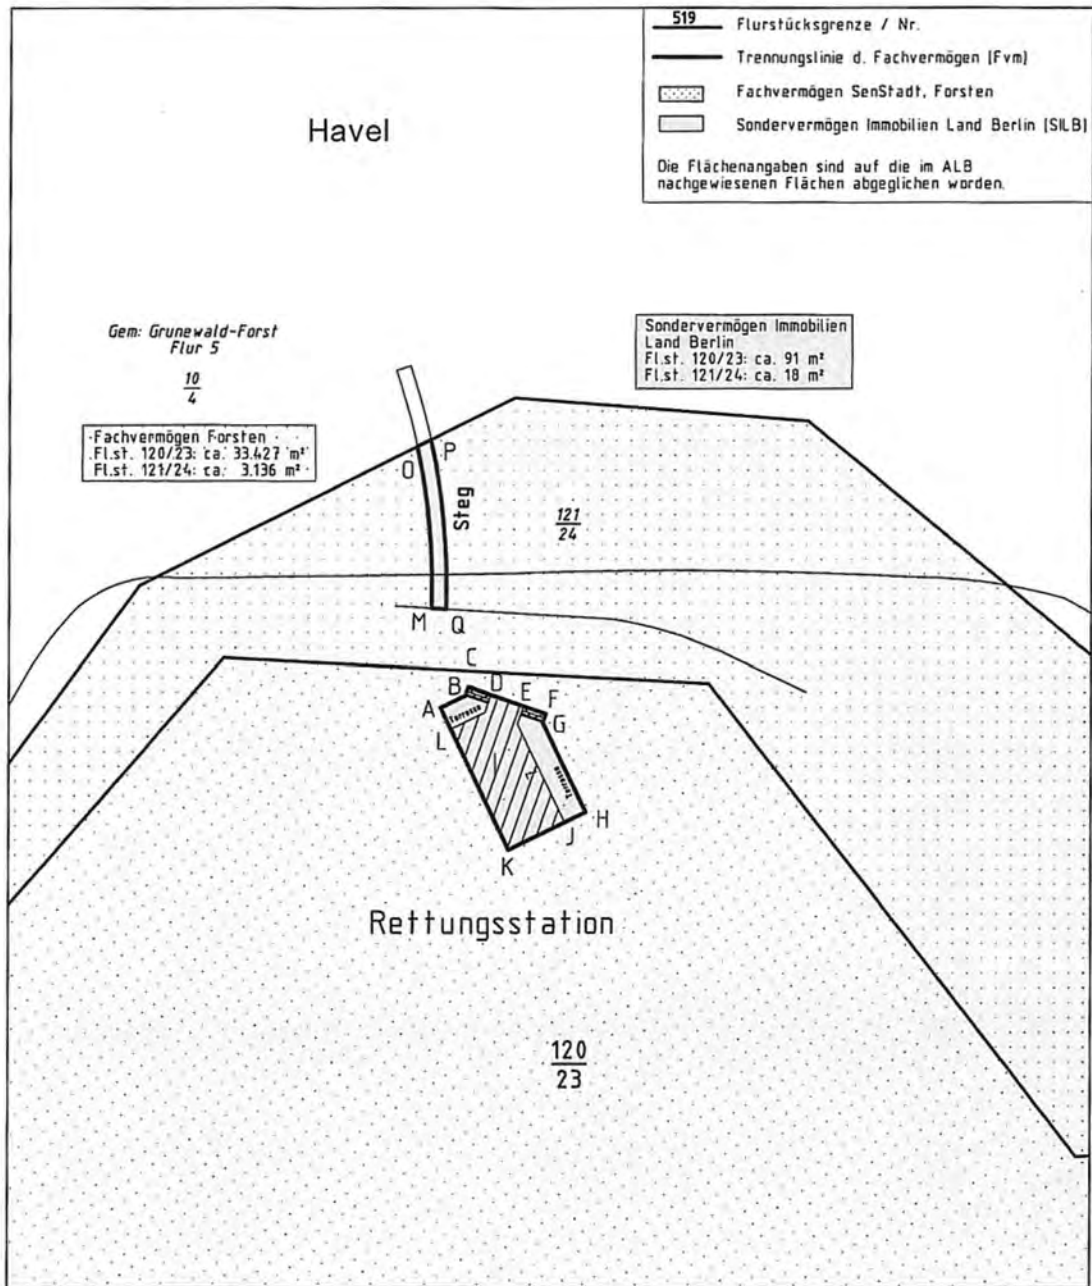 519
Flurstücksgrenze / Nr.
Trennungslinie d. Fachvermögen (Fvm)
Fachvermögen SenStadt, Forsten
Sondervermögen Immobilien Land Berlin (SILB)
Die Flächenangaben sind auf die im ALB
nachgewiesenen Flächen abgeglichen worden.
Havel
Gem: Grunewald-Forst
Flur 5
10
4
Sondervermögen Immobilien
Land Berlin
Fl.st. 120/23: ca. 91 m²
Fl.st. 121/24: ca. 18 m²
Fachvermögen Forsten
Fl.st. 120/23: ca. 33.427 m²
Fl.st. 121/24: ca. 3.136 m²
O
P
Steg
121
24
M
Q
C
B
D
E
F
A
G
Terrasse
L
I
Terrasse
H
J
K
Rettungsstation
120
23